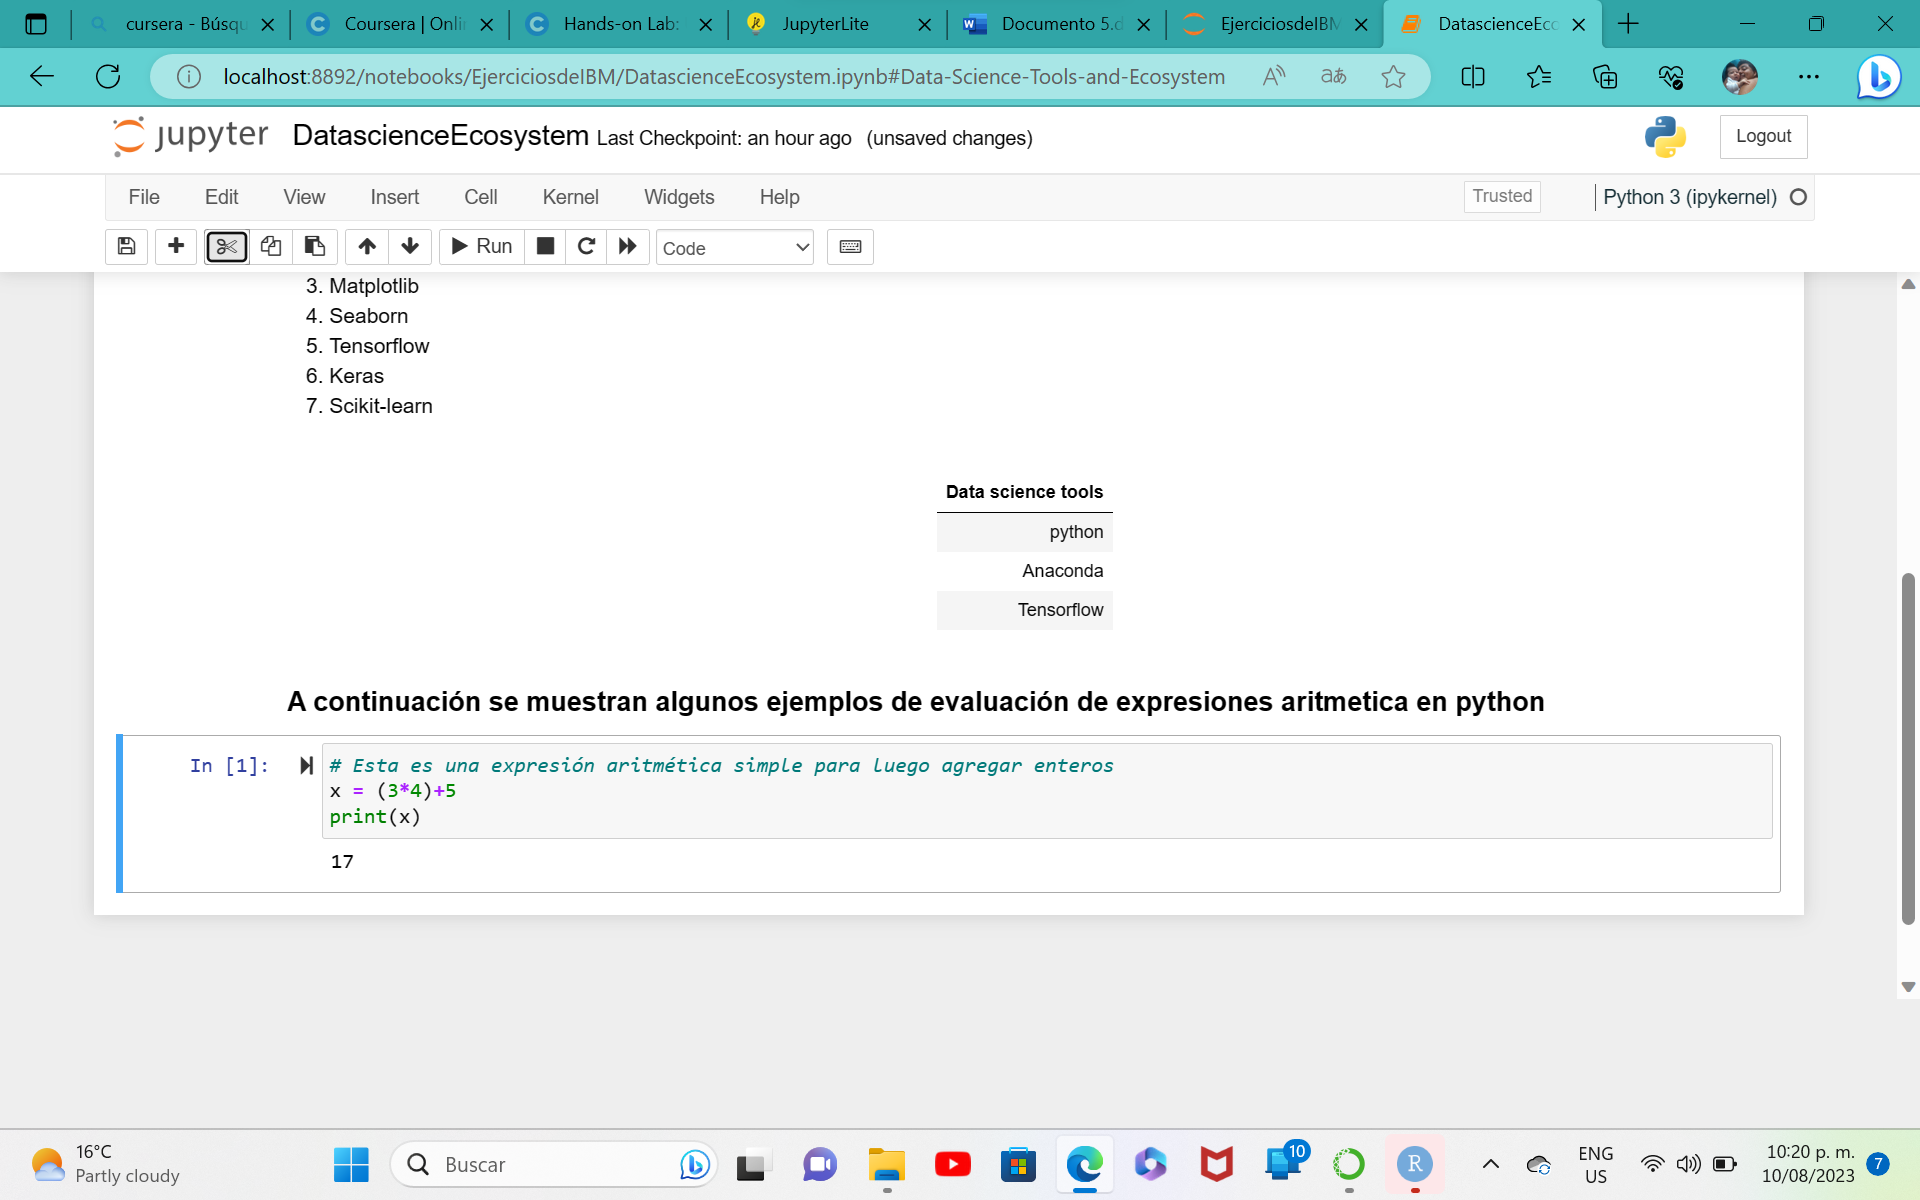 cursera - Búsqu
Coursera | Onli
Hands-on Lab:
JupyterLite
Documento 5.d
EjerciciosdeIBM
DatascienceEco
localhost:8892/notebooks/EjerciciosdeIBM/DatascienceEcosystem.ipynb#Data-Science-Tools-and-Ecosystem
jupyter DatascienceEcosystem Last Checkpoint: an hour ago (unsaved changes)
Logout
File Edit View Insert Cell Kernel Widgets Help
Trusted
Python 3 (ipykernel)
Run
Code
3. Matplotlib
4. Seaborn
5. Tensorflow
6. Keras
7. Scikit-learn
Data science tools
python
Anaconda
Tensorflow
A continuación se muestran algunos ejemplos de evaluación de expresiones aritmetica en python
In [1]:
# Esta es una expresión aritmética simple para luego agregar enteros
x = (3*4)+5
print(x)
17
16°C
Partly cloudy
Buscar
10
R
ENG
US
10:20 p. m.
10/08/2023
7